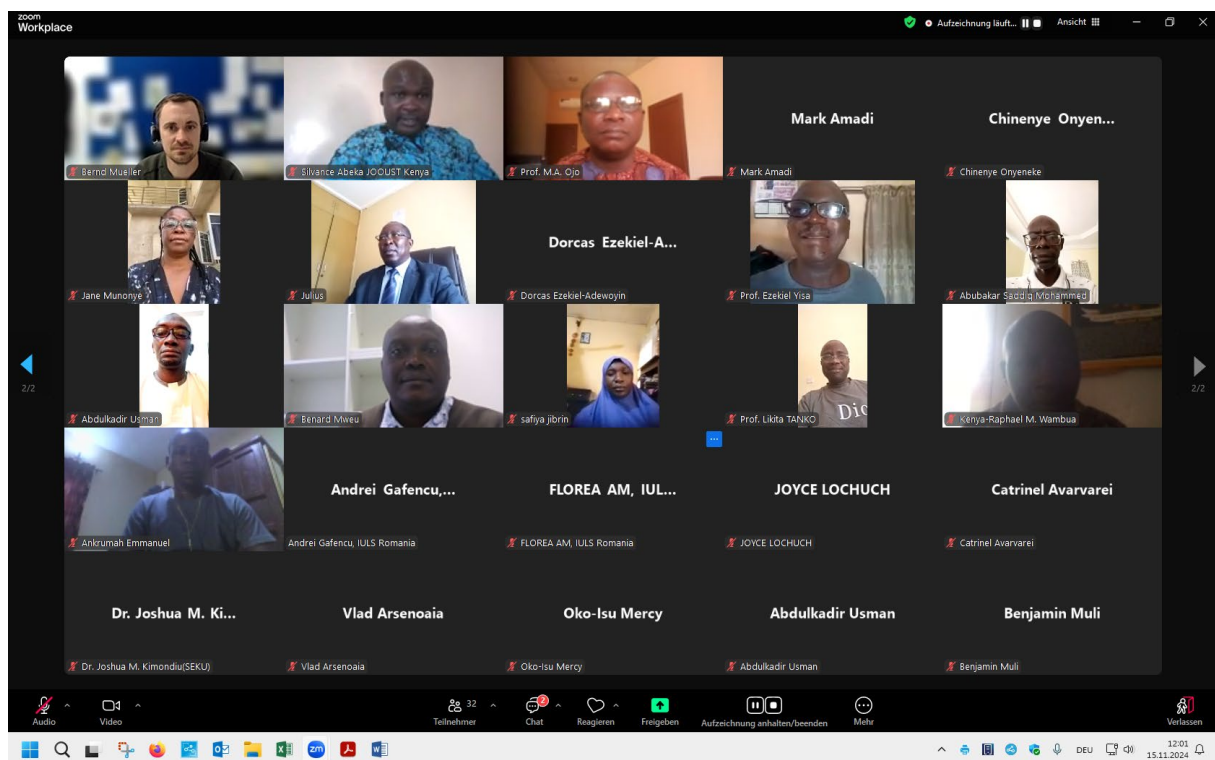 zoom
Workplace
Aufzeichnung läuft...
Ansicht
Bernd Mueller
Silvance Abeka JOOUST Kenya
Prof. M.A. Ojo
Mark Amadi
Mark Amadi
Chinenye Onyen...
Chinenye Onyeneke
Jane Munonye
Julius
Dorcas Ezekiel-A...
Dorcas Ezekiel-Adewoyin
Prof. Ezekiel Yisa
Abubakar Saddiq Mohammed
2/2
Abdulkadir Usman
Benard Mweu
safiya jibrin
Dic
Prof. Likita TANKO
Kenya-Raphael M. Wambua
2/2
Ankrumah Emmanuel
Andrei Gafencu,...
Andrei Gafencu, IULS Romania
FLOREA AM, IUL...
FLOREA AM, IULS Romania
JOYCE LOCHUCH
JOYCE LOCHUCH
Catrinel Avarvarei
Catrinel Avarvarei
Dr. Joshua M. Ki...
Dr. Joshua M. Kimondiu(SEKU)
Vlad Arsenoaia
Vlad Arsenoaia
Oko-Isu Mercy
Oko-Isu Mercy
Abdulkadir Usman
Abdulkadir Usman
Benjamin Muli
Benjamin Muli
Audio
Video
32
Teilnehmer
2
Chat
Reagieren
Freigeben
Aufzeichnung anhalten/beenden
Mehr
Verlassen
zm
DEU
12:01
15.11.2024